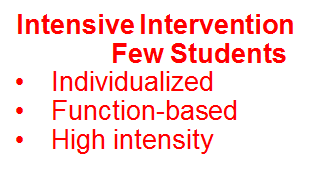 Intensive Intervention
Few Students
• Individualized
• Function-based
• High intensity